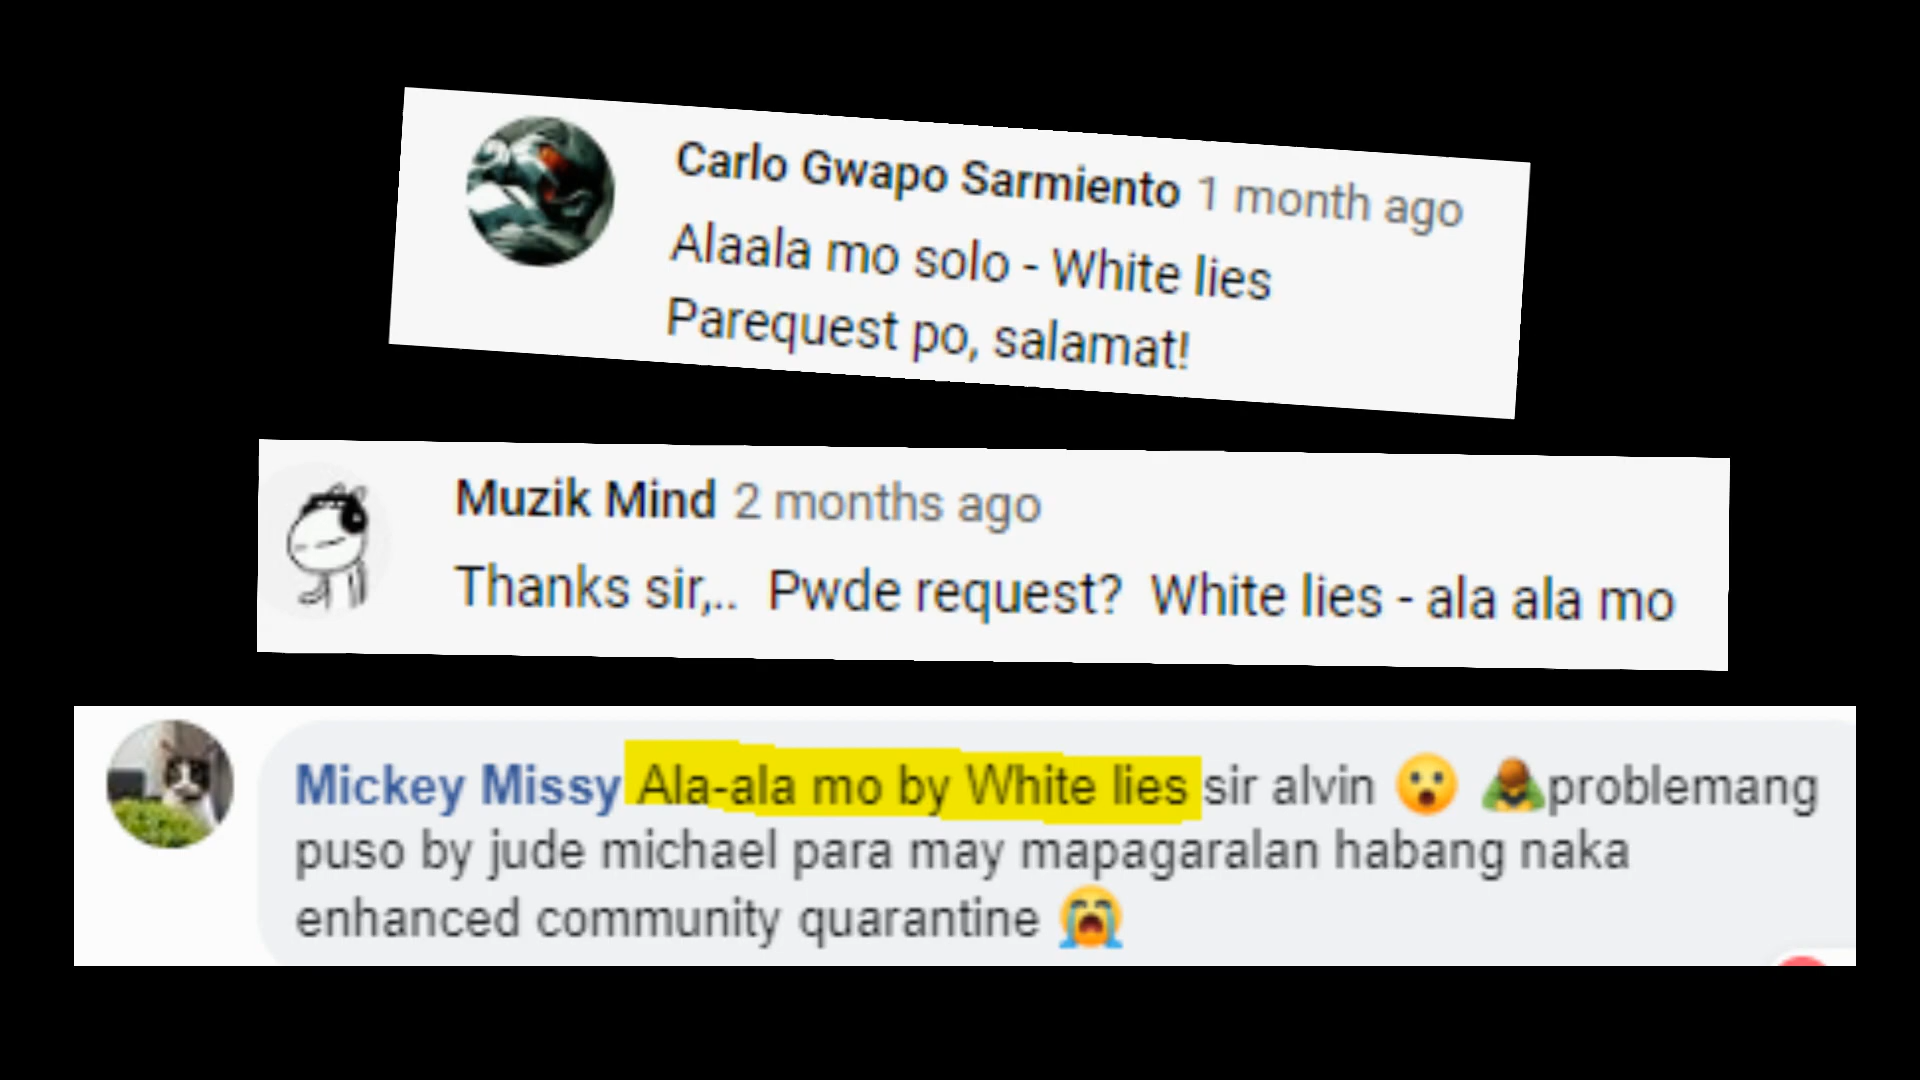 Carlo Gwapo Sarmiento 1 month ago
Alaala mo solo - White lies
Parequest po, salamat!
Muzik Mind 2 months ago
Thanks sir,.. Pwde request? White lies - ala ala mo
Mickey Missy Ala-ala mo by White lies sir alvin 😮 🙇problemang
puso by jude michael para may mapagaralan habang naka
enhanced community quarantine 😭